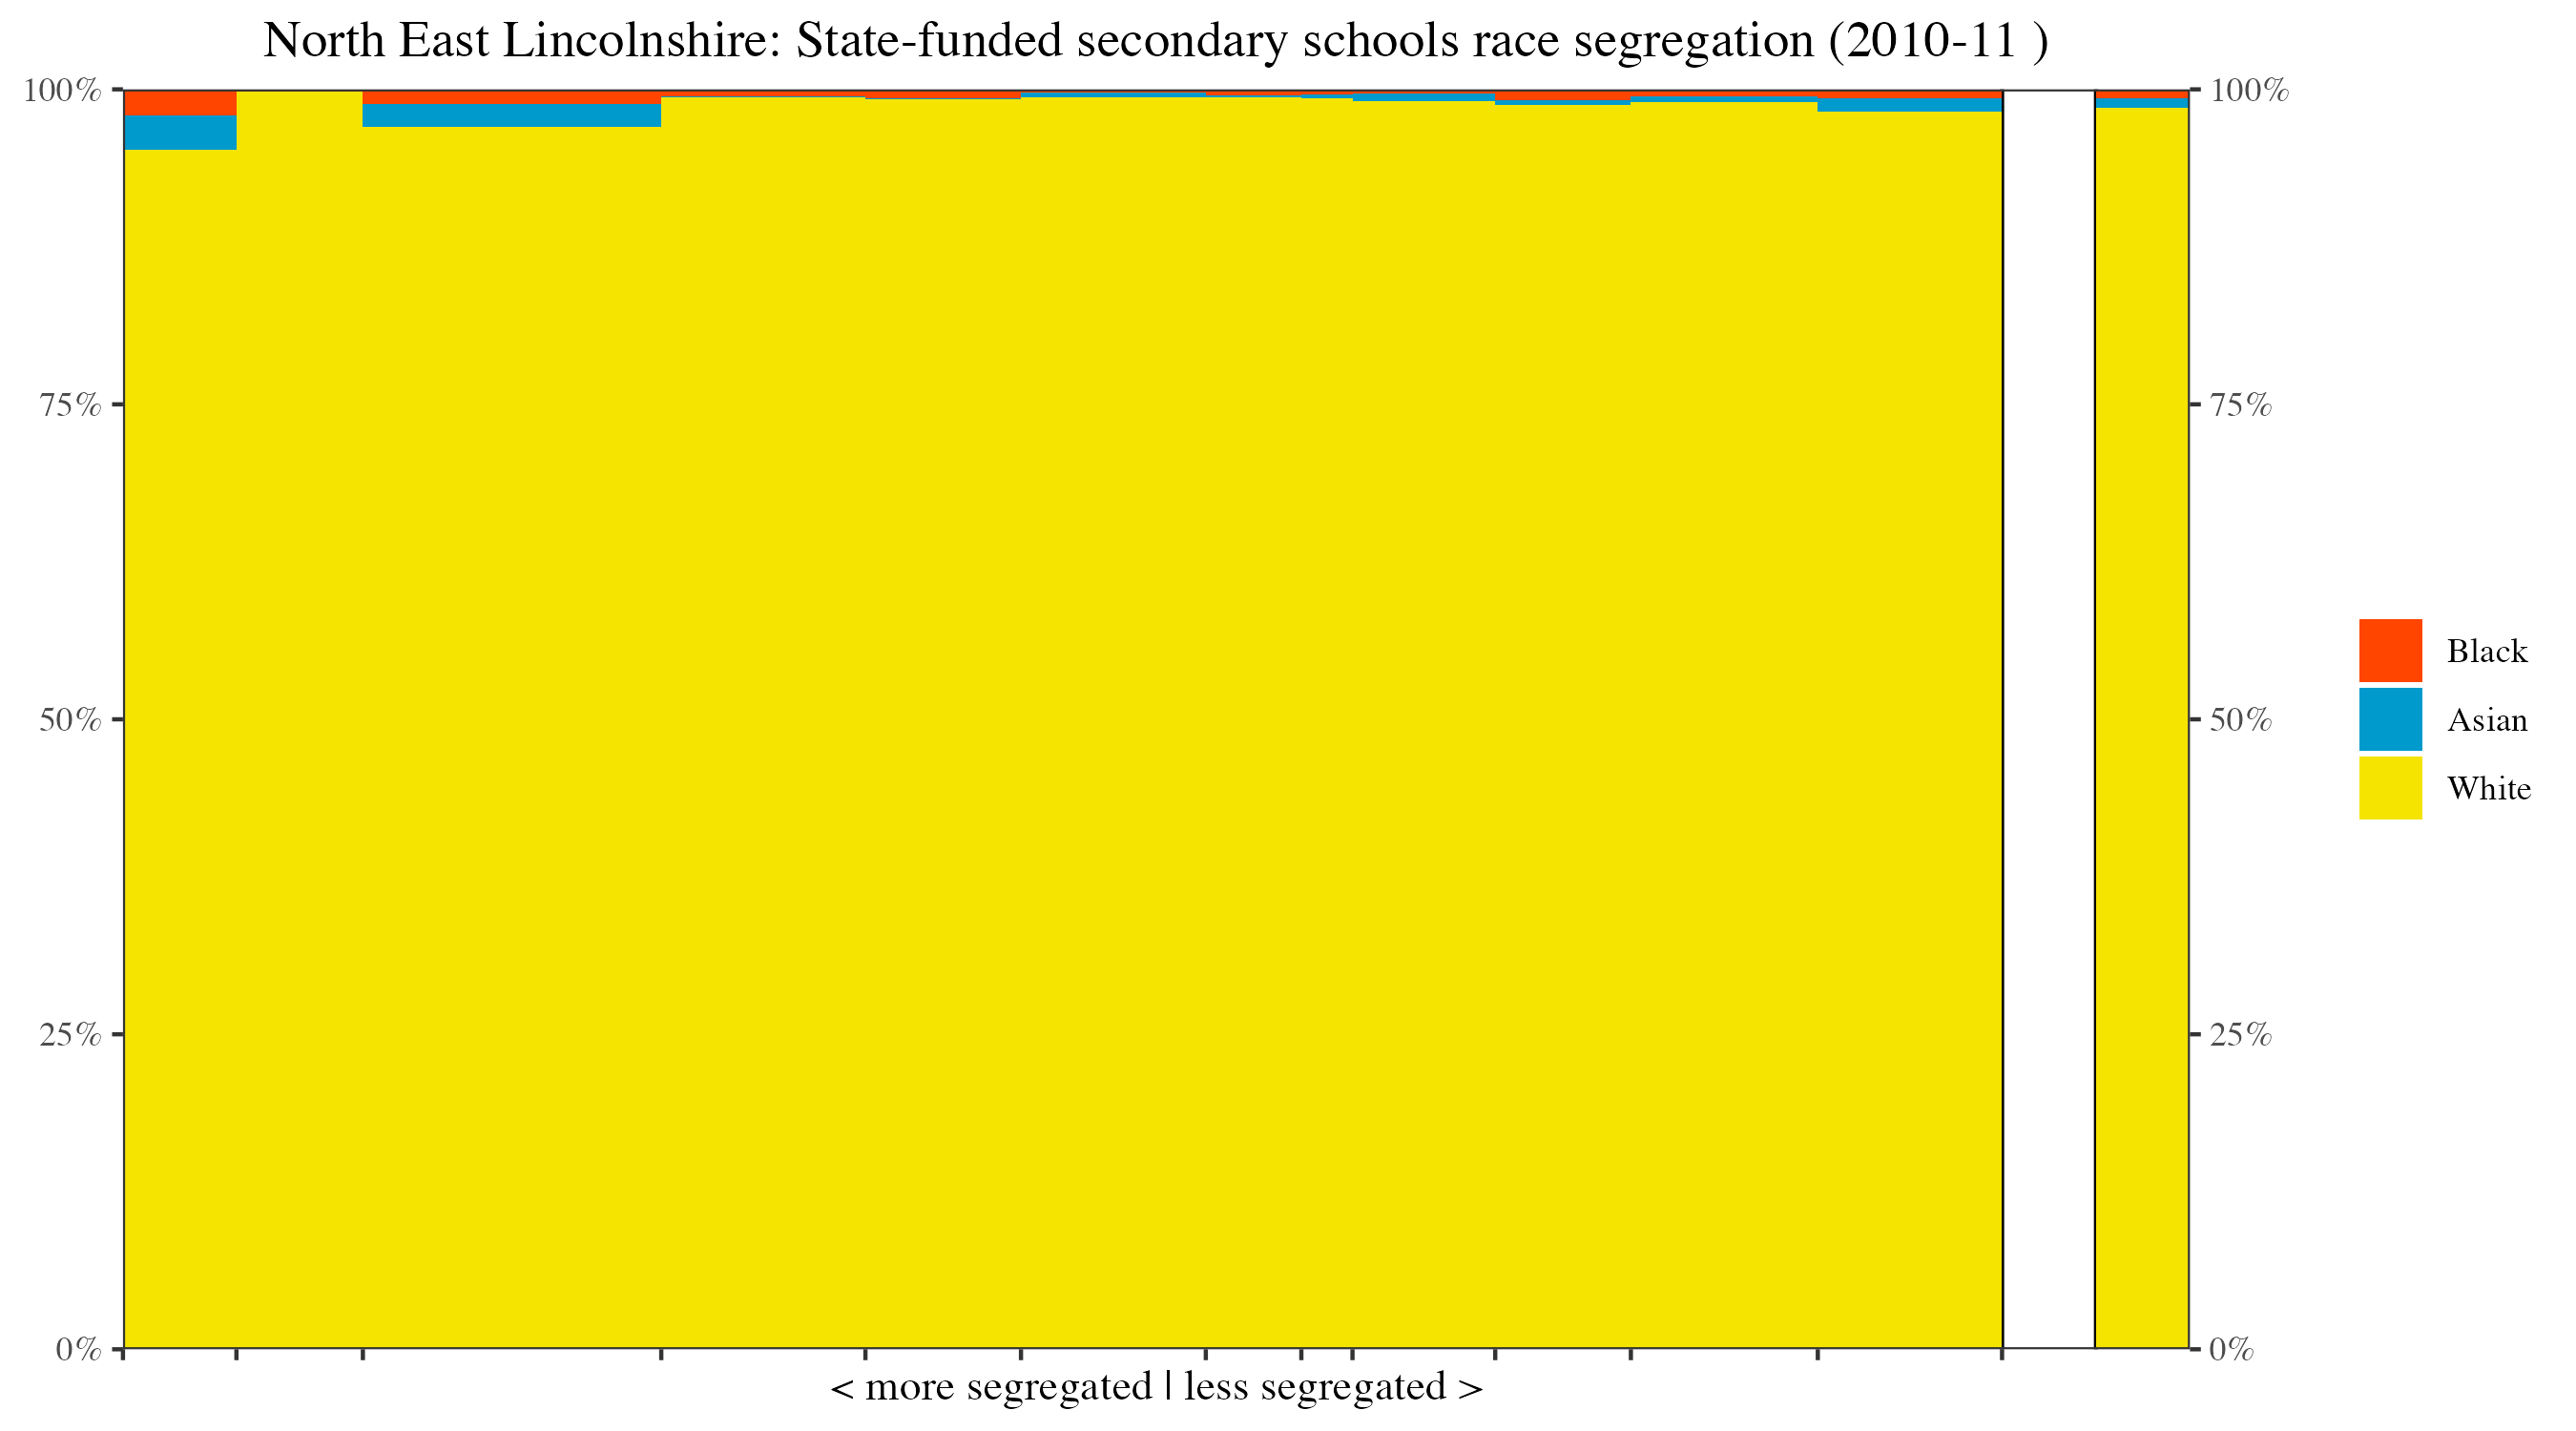 North East Lincolnshire: State-funded secondary schools race segregation (2010-11 )
100%
75%
50%
25%
0%
100%
75%
50%
25%
0%
Black
Asian
White
< more segregated | less segregated >